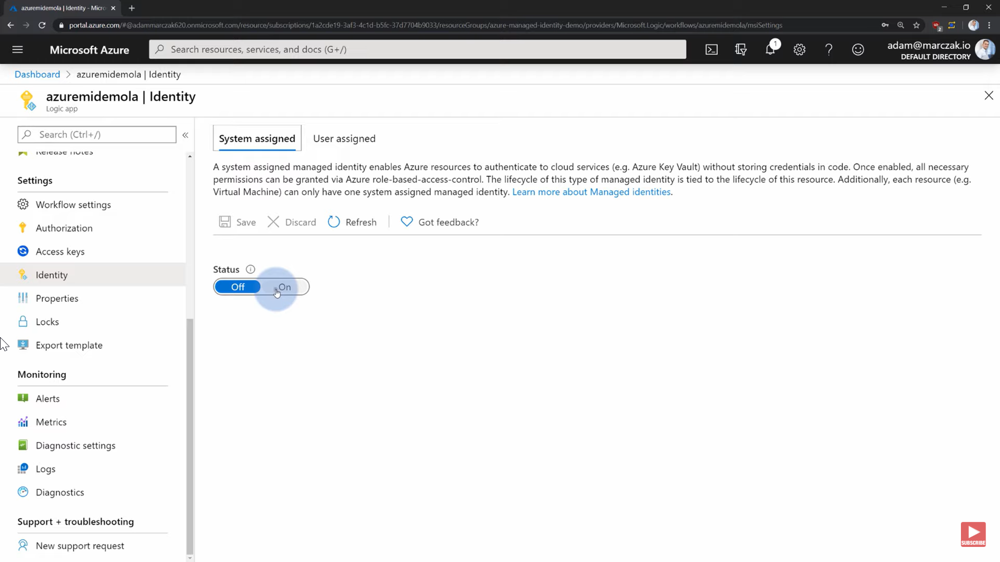 azuremidemola | Identity - Micro
portal.azure.com/#@adammarczak620.onmicrosoft.com/resource/subscriptions/1a2cde19-3af3-4c1d-b5fc-37d7704b9033/resourceGroups/azure-managed-identity-demo/providers/Microsoft.Logic/workflows/azuremidemola/msiSettings
2
Microsoft Azure
Search resources, services, and docs (G+/)
1
adam@marczak.io
DEFAULT DIRECTORY
Dashboard > azuremidemola | Identity
azuremidemola | Identity
Logic app
Search (Ctrl+/)
«
Release notes
Settings
Workflow settings
Authorization
Access keys
Identity
Properties
Locks
Export template
Monitoring
Alerts
Metrics
Diagnostic settings
Logs
Diagnostics
Support + troubleshooting
New support request
System assigned
User assigned
A system assigned managed identity enables Azure resources to authenticate to cloud services (e.g. Azure Key Vault) without storing credentials in code. Once enabled, all necessary
permissions can be granted via Azure role-based-access-control. The lifecycle of this type of managed identity is tied to the lifecycle of this resource. Additionally, each resource (e.g.
Virtual Machine) can only have one system assigned managed identity. Learn more about Managed identities.
Save Discard Refresh | Got feedback?
Status
Off On
SUBSCRIBE